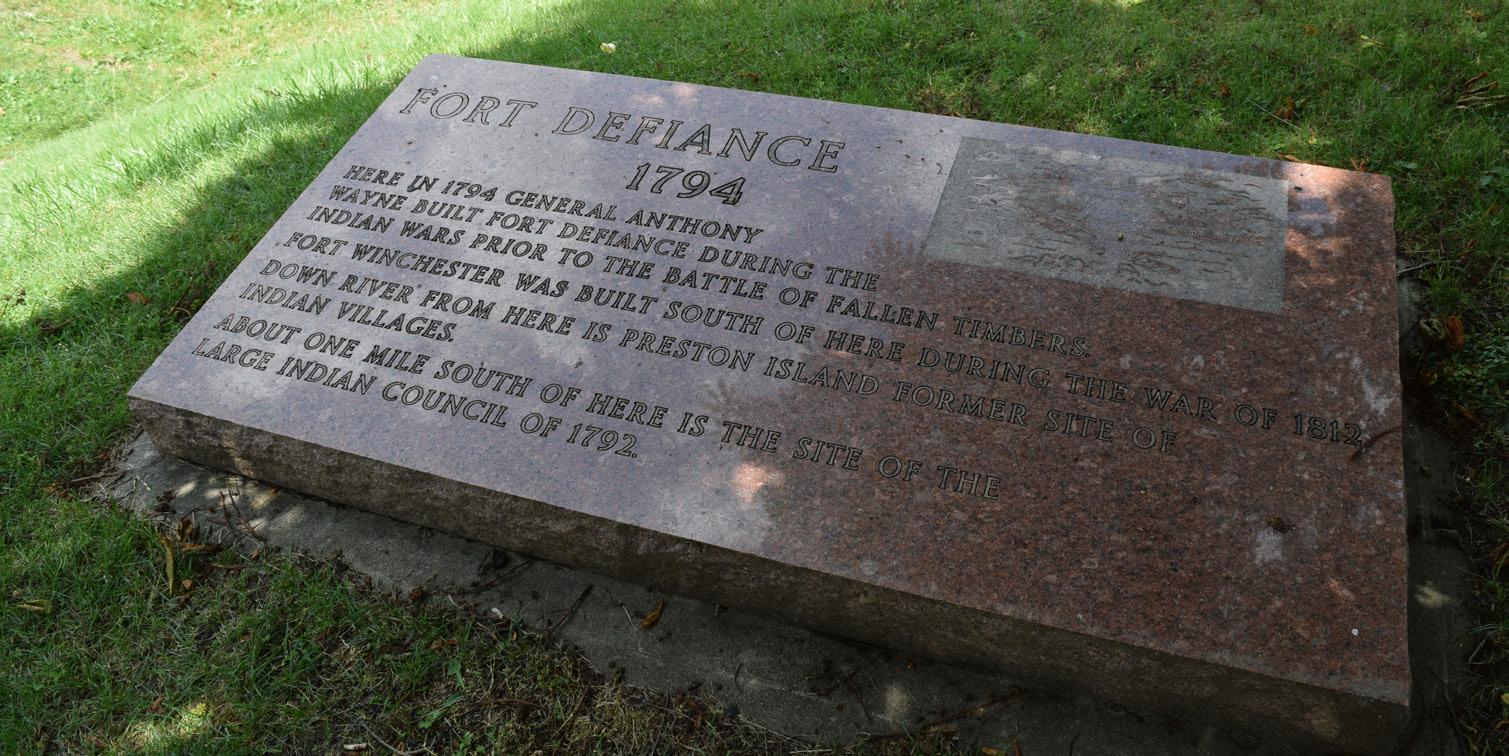 FORT DEFIANCE
1794
HERE IN 1794 GENERAL ANTHONY
WAYNE BUILT FORT DEFIANCE DURING THE
INDIAN WARS PRIOR TO THE BATTLE OF FALLEN TIMBERS.
FORT WINCHESTER WAS BUILT SOUTH OF HERE DURING THE WAR OF 1812
DOWN RIVER FROM HERE IS PRESTON ISLAND FORMER SITE OF
INDIAN VILLAGES.
ABOUT ONE MILE SOUTH OF HERE IS THE SITE OF THE
LARGE INDIAN COUNCIL OF 1792.